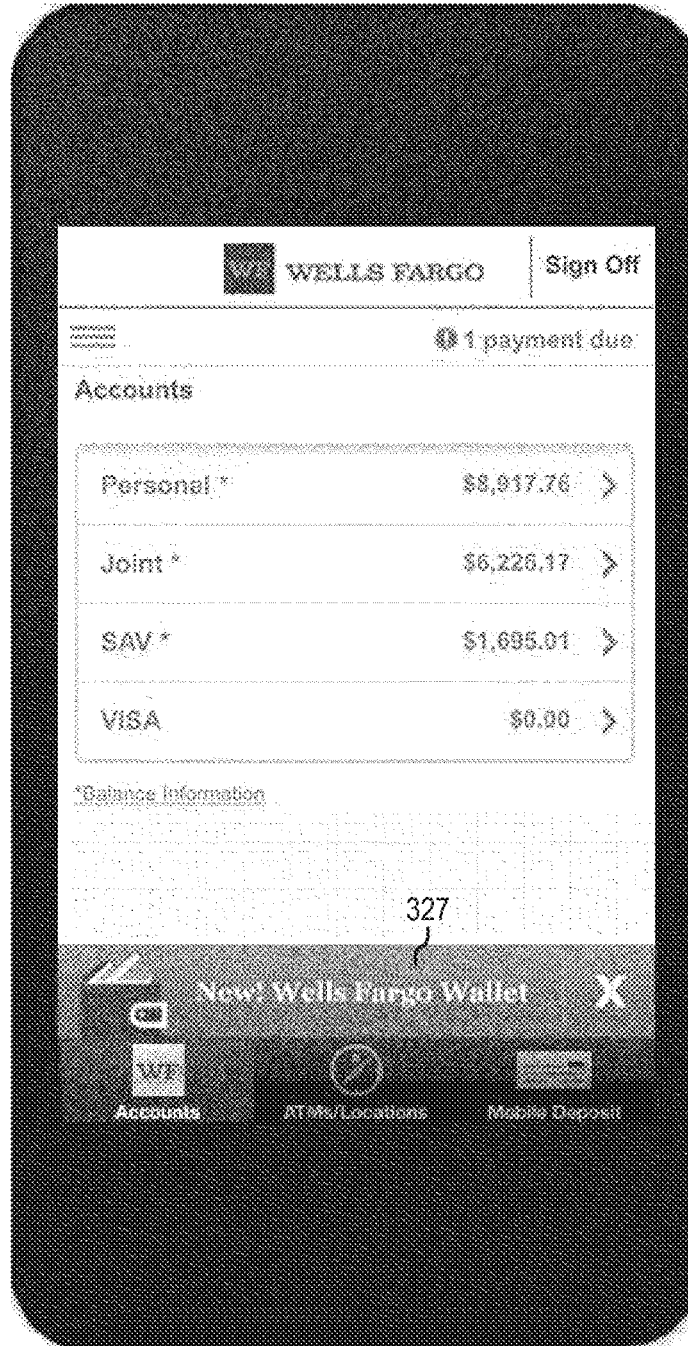 WF WELLS FARGO Sign Off
1 payment due
Accounts
Personal * $8,917.76
Joint * $6,226.17
SAV * $1,695.01
VISA $0.00
*Balance Information
327
New! Wells Fargo Wallet X
WF
Accounts ATMs/Locations Mobile Deposit